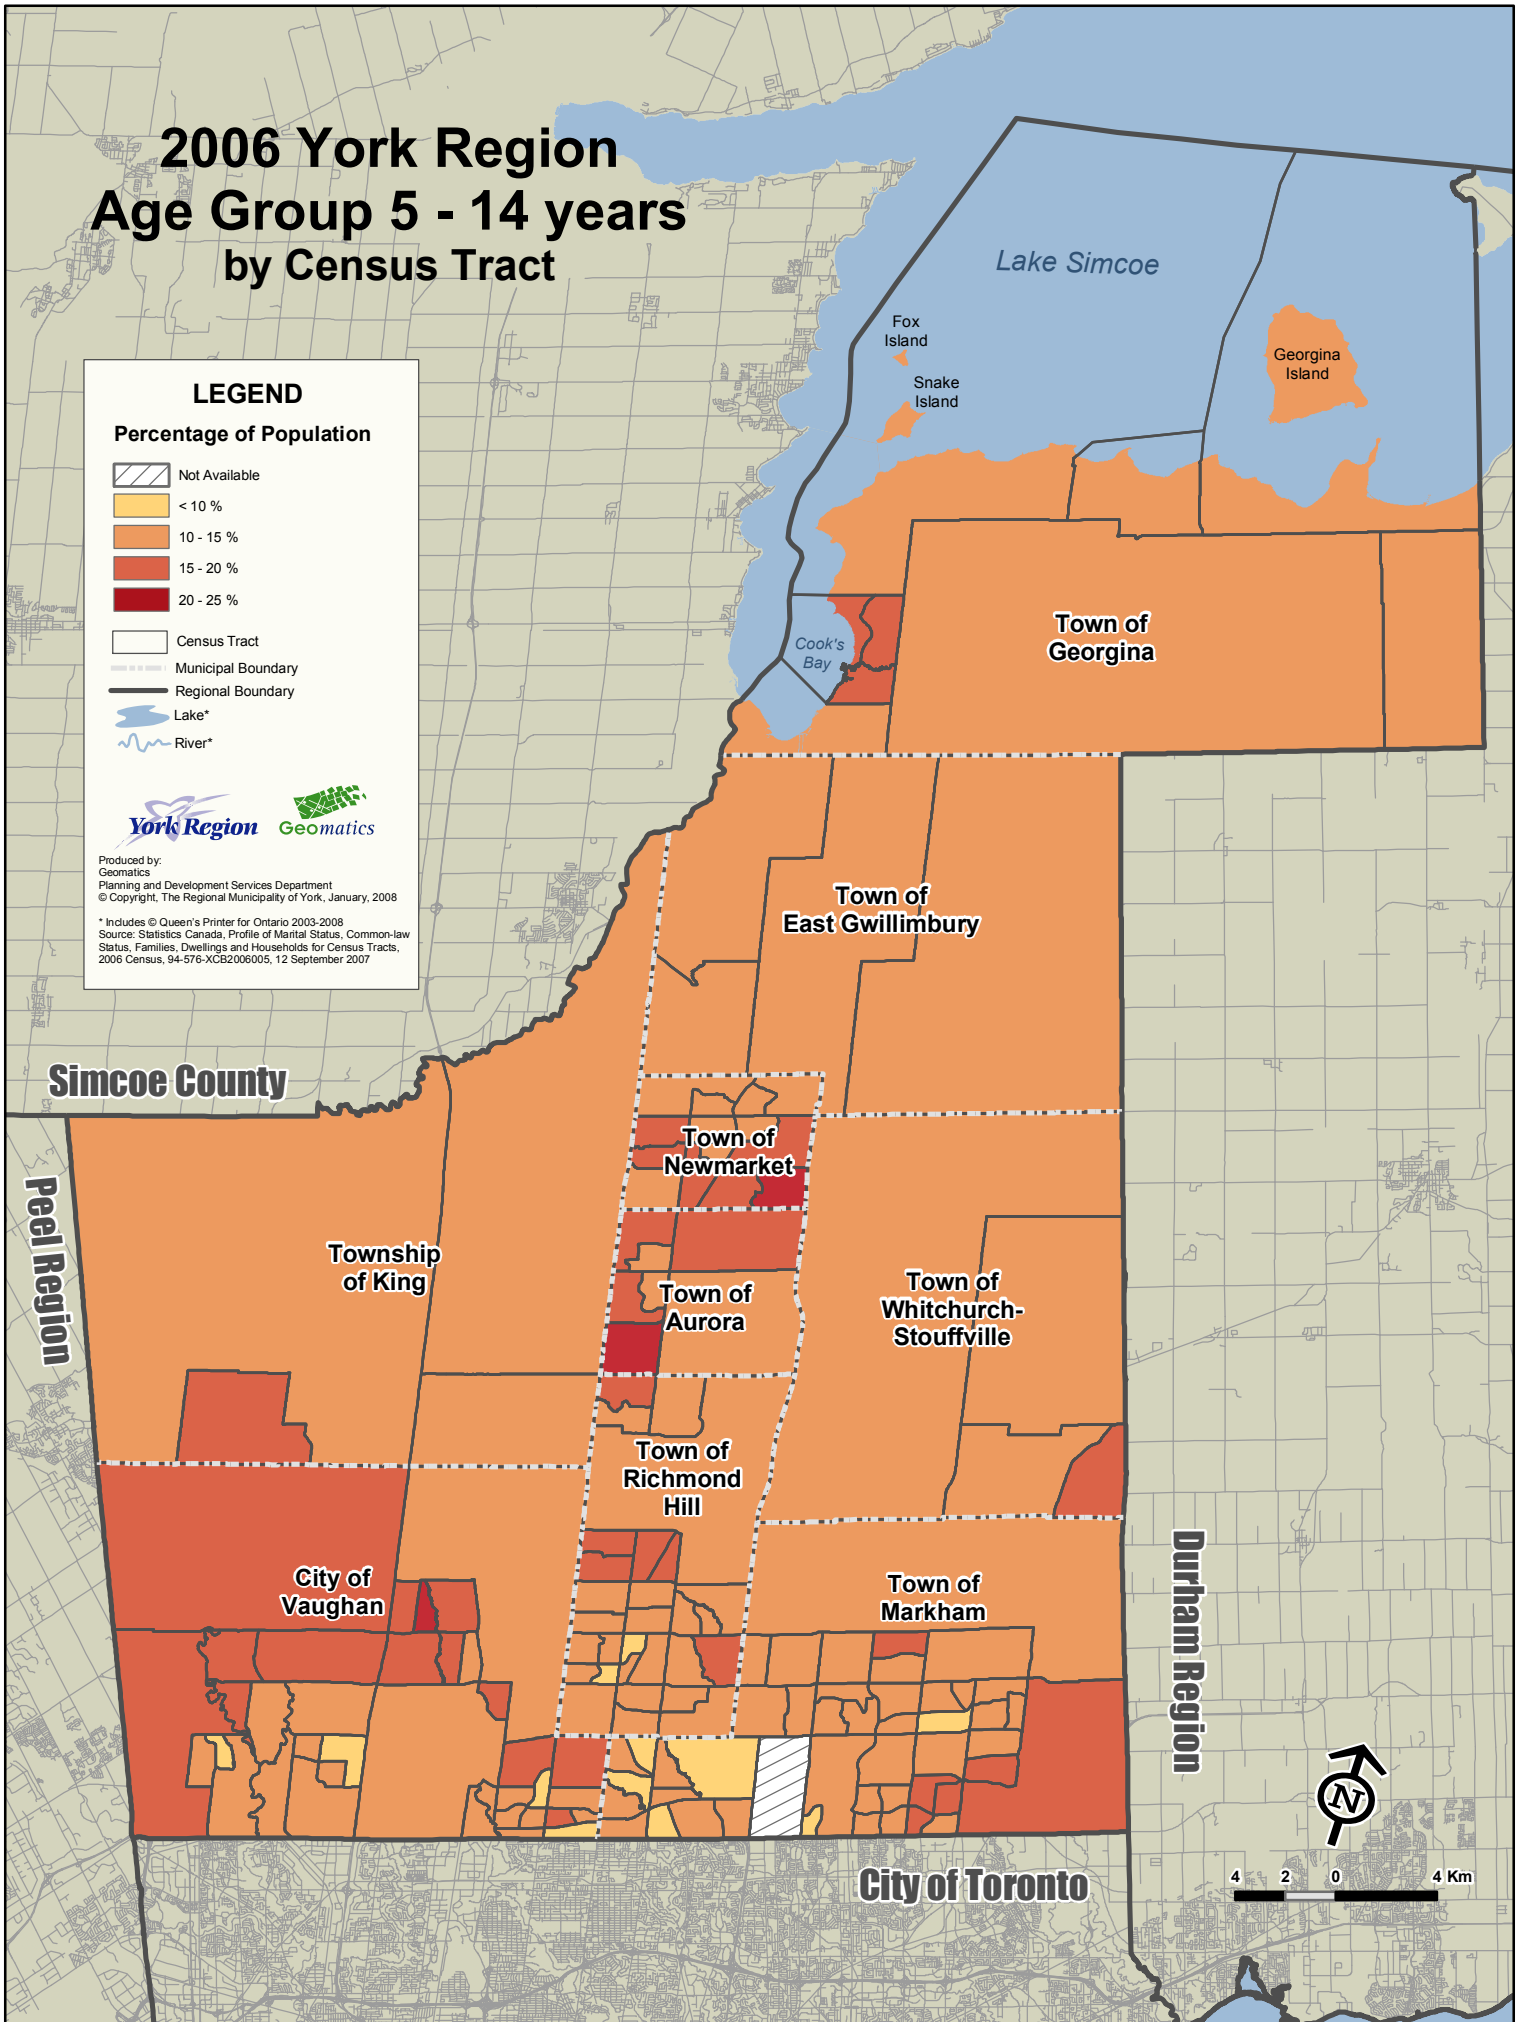 2006 York Region
Age Group 5 - 14 years
by Census Tract
Lake Simcoe
Fox
Island
Snake
Island
Georgina
Island
LEGEND
Percentage of Population
Not Available
< 10 %
10 - 15 %
15 - 20 %
20 - 25 %
Census Tract
Municipal Boundary
Regional Boundary
Lake*
River*
York Region
Geomatics
Produced by:
Geomatics
Planning and Development Services Department
© Copyright, The Regional Municipality of York, January, 2008
* Includes © Queen's Printer for Ontario 2003-2008
Source: Statistics Canada, Profile of Marital Status, Common-law
Status, Families, Dwellings and Households for Census Tracts,
2006 Census, 94-576-XCB2006005, 12 September 2007
Cook's
Bay
Town of
Georgina
Town of
East Gwillimbury
Simcoe County
Town of
Newmarket
Peel Region
Township
of King
Town of
Aurora
Town of
Whitchurch-
Stouffville
Town of
Richmond
Hill
City of
Vaughan
Town of
Markham
Durham Region
N
City of Toronto
4 2 0 4 Km